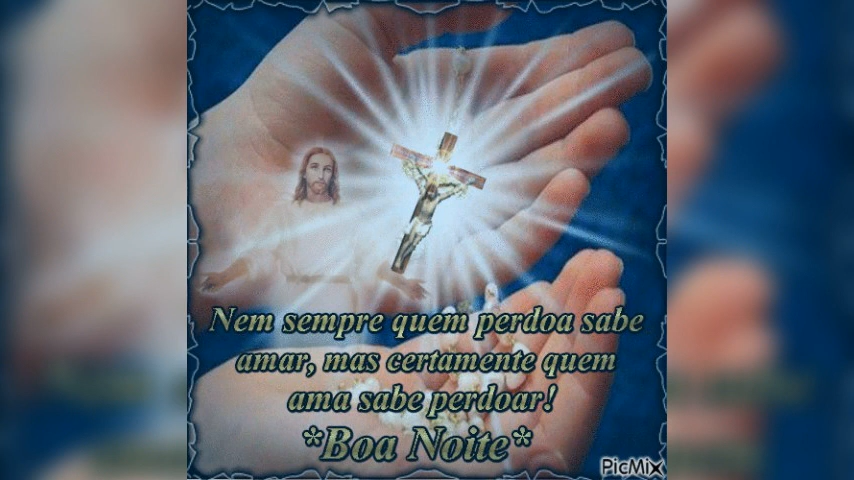 Nem sempre quem perdoa sabe
amar, mas certamente quem
ama sabe perdoar!
*Boa Noite*
PicMix